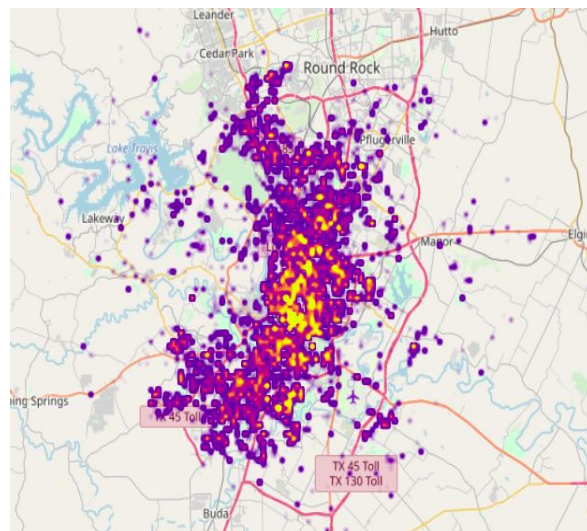 Leander
Hutto
Cedar Park
Round Rock
Pflugerville
Lake Travis
Lakeway
Manor
Elgin
ing Springs
TX 45 Toll
TX 45 Toll
TX 130 Toll
Buda